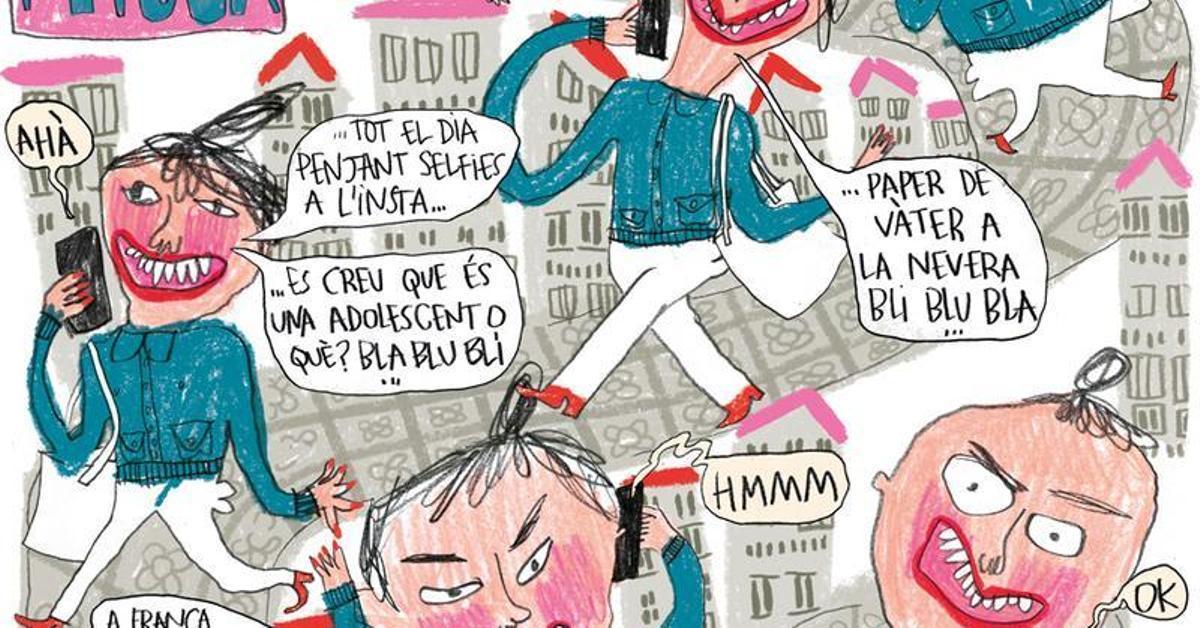 AHÀ
...TOT EL DIA
PENJANT SELFIES
A L'INSTA...
...ES CREU QUE ÉS
UNA ADOLESCENT O
QUÈ? BLA BLU BLI
...
... PAPER DE
VÀTER A
LA NEVERA
BLI BLU BLA
...
HMMM
OK
A FRANÇA